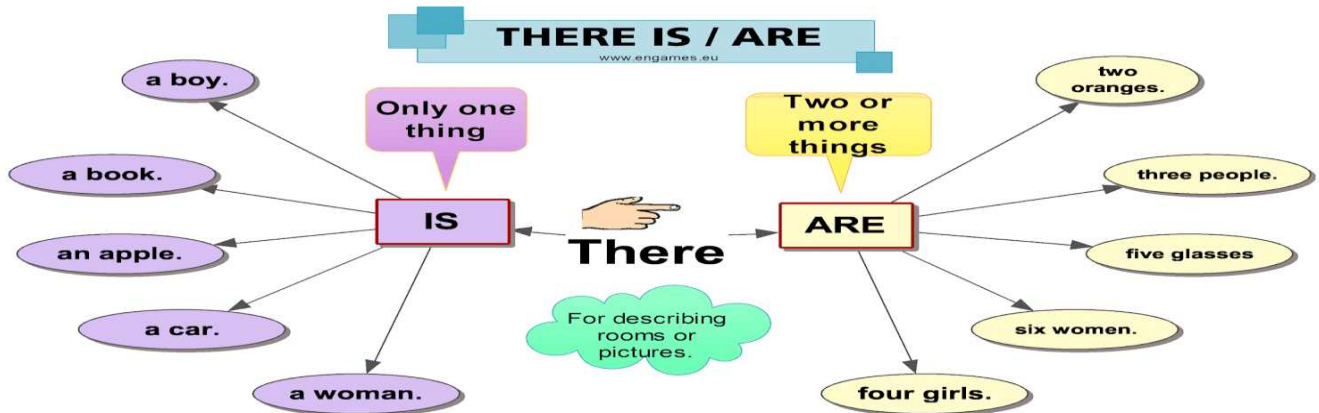 THERE IS / ARE
www.engames.eu
Only one
thing
Two or
more
things
a boy.
a book.
an apple.
a car.
a woman.
IS
There
ARE
For describing
rooms or
pictures.
two
oranges.
three people.
five glasses
six women.
four girls.